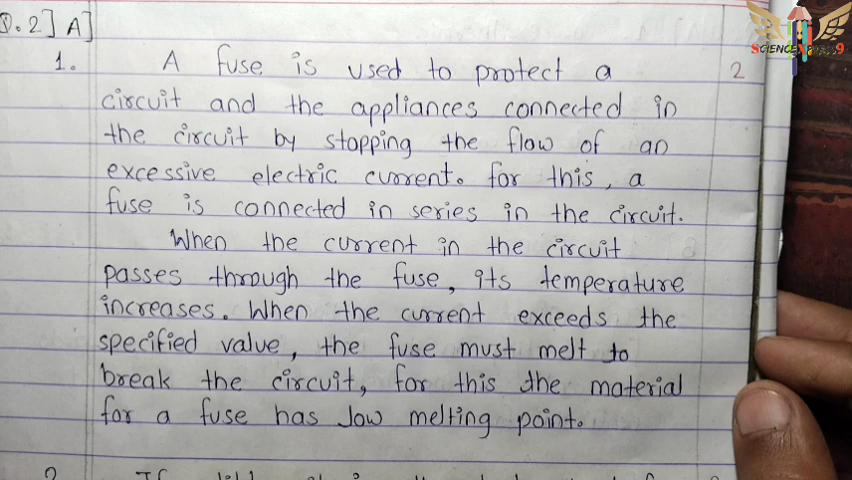 Q.2] A]
1. A fuse is used to protect a 2
circuit and the appliances connected in
the circuit by stopping the flow of an
excessive electric current. for this, a
fuse is connected in series in the circuit.
When the current in the circuit
passes through the fuse, its temperature
increases. When the current exceeds the
specified value, the fuse must melt to
break the circuit, for this the material
for a fuse has low melting point.